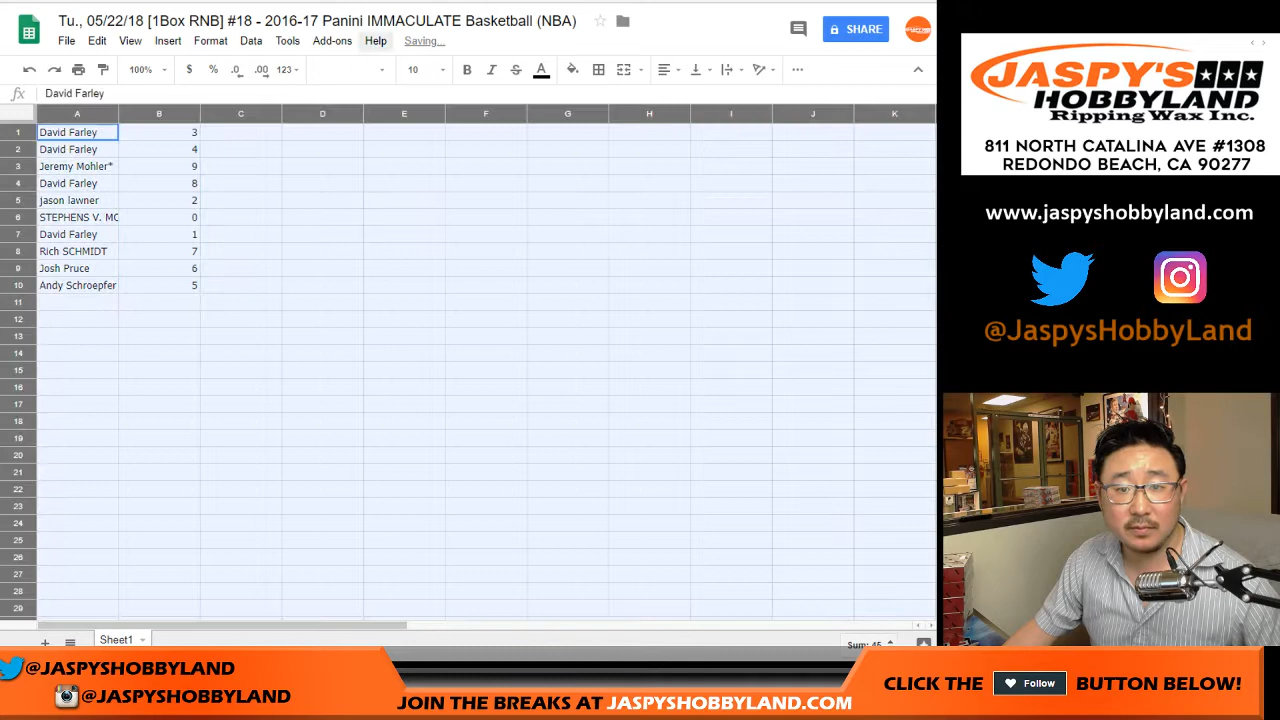 Tu., 05/22/18 [1Box RNB] #18 - 2016-17 Panini IMMACULATE Basketball (NBA)
File Edit View Insert Format Data Tools Add-ons Help Saving...
SHARE
100% $ % .0 .00 123 10 B I S A
fx David Farley
A B C D E F G H I J K
1 David Farley 3
2 David Farley 4
3 Jeremy Mohler* 9
4 David Farley 8
5 jason lawner 2
6 STEPHENS V. MC 0
7 David Farley 1
8 Rich SCHMIDT 7
9 Josh Pruce 6
10 Andy Schroepfer 5
11
12
13
14
15
16
17
18
19
20
21
22
23
24
25
26
27
28
29
Sheet1
Sum: 45
JASPY'S
HOBBYLAND
Ripping Wax Inc.
811 NORTH CATALINA AVE #1308
REDONDO BEACH, CA 90277
www.jaspyshobbyland.com
@JaspysHobbyLand
@JASPYSHOBBYLAND
@JASPYSHOBBYLAND
JOIN THE BREAKS AT JASPYSHOBBYLAND.COM
CLICK THE Follow BUTTON BELOW!